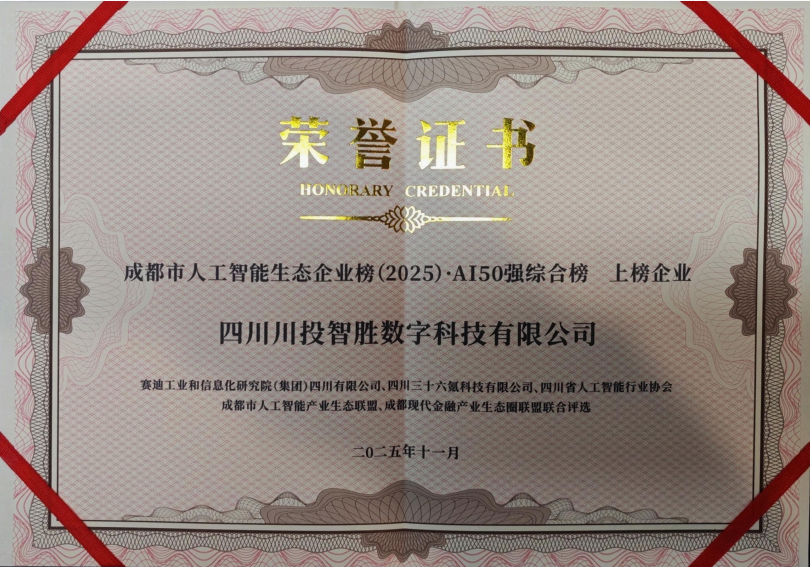 荣誉证书
HONORARY CREDENTIAL
成都市人工智能生态企业榜(2025)·AI50强综合榜 上榜企业
四川川投智胜数字科技有限公司
赛迪工业和信息化研究院(集团)四川有限公司、四川三十六氪科技有限公司、四川省人工智能行业协会
成都市人工智能产业生态联盟、成都现代金融产业生态圈联盟联合评选
二〇二五年十一月